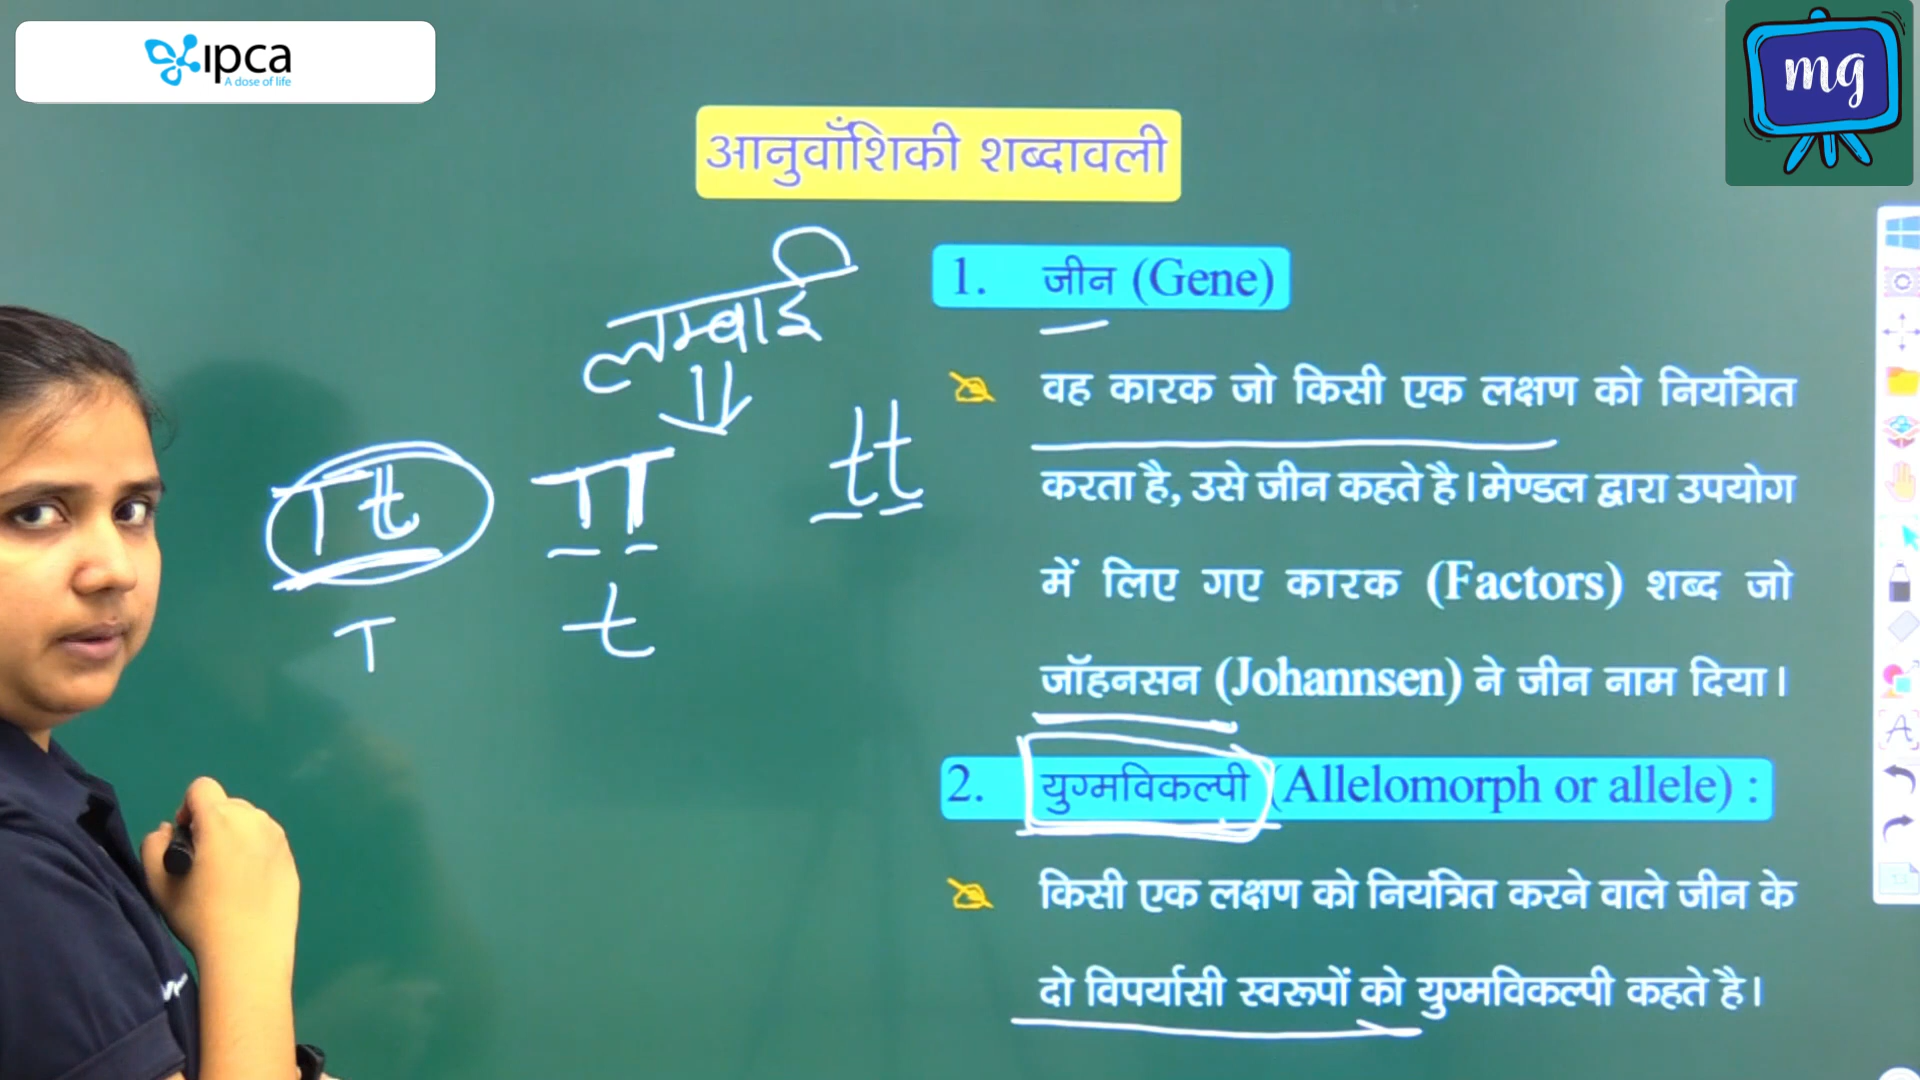 ipca
A dose of life
mg
आनुवाँशिकी शब्दावली
लम्बाई
Tt TT tt
T t
1. जीन (Gene)
वह कारक जो किसी एक लक्षण को नियंत्रित
करता है, उसे जीन कहते है। मेण्डल द्वारा उपयोग
में लिए गए कारक (Factors) शब्द जो
जॉहनसन (Johannsen) ने जीन नाम दिया।
2. युग्मविकल्पी (Allelomorph or allele) :
किसी एक लक्षण को नियंत्रित करने वाले जीन के
दो विपर्यासी स्वरूपों को युग्मविकल्पी कहते है।